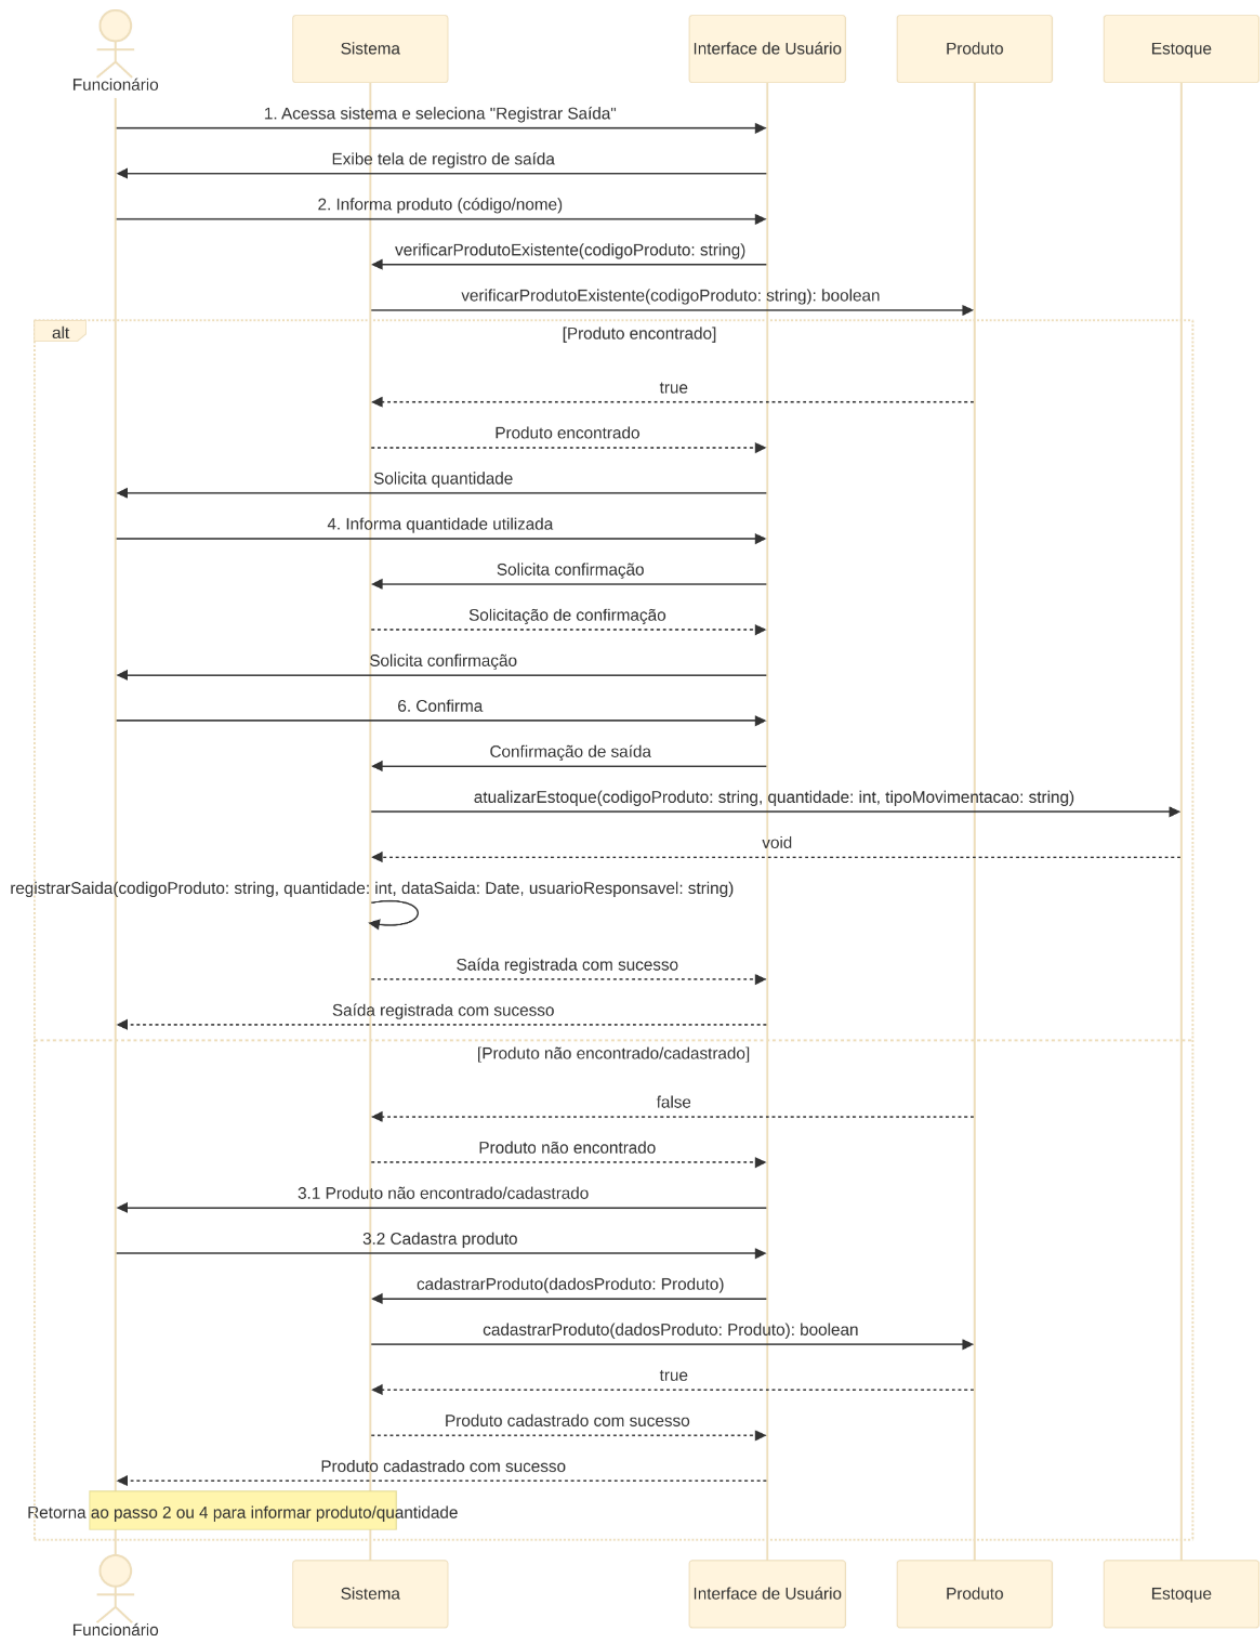 Funcionário
Sistema
Interface de Usuário
Produto
Estoque
1. Acessa sistema e seleciona "Registrar Saída"
Exibe tela de registro de saída
2. Informa produto (código/nome)
verificarProdutoExistente(codigoProduto: string)
verificarProdutoExistente(codigoProduto: string): boolean
alt
[Produto encontrado]
true
Produto encontrado
Solicita quantidade
4. Informa quantidade utilizada
Solicita confirmação
Solicitação de confirmação
Solicita confirmação
6. Confirma
Confirmação de saída
atualizarEstoque(codigoProduto: string, quantidade: int, tipoMovimentacao: string)
void
registrarSaida(codigoProduto: string, quantidade: int, dataSaida: Date, usuarioResponsavel: string)
Saída registrada com sucesso
Saída registrada com sucesso
[Produto não encontrado/cadastrado]
false
Produto não encontrado
3.1 Produto não encontrado/cadastrado
3.2 Cadastra produto
cadastrarProduto(dadosProduto: Produto)
cadastrarProduto(dadosProduto: Produto): boolean
true
Produto cadastrado com sucesso
Produto cadastrado com sucesso
Retorna ao passo 2 ou 4 para informar produto/quantidade
Funcionário
Sistema
Interface de Usuário
Produto
Estoque